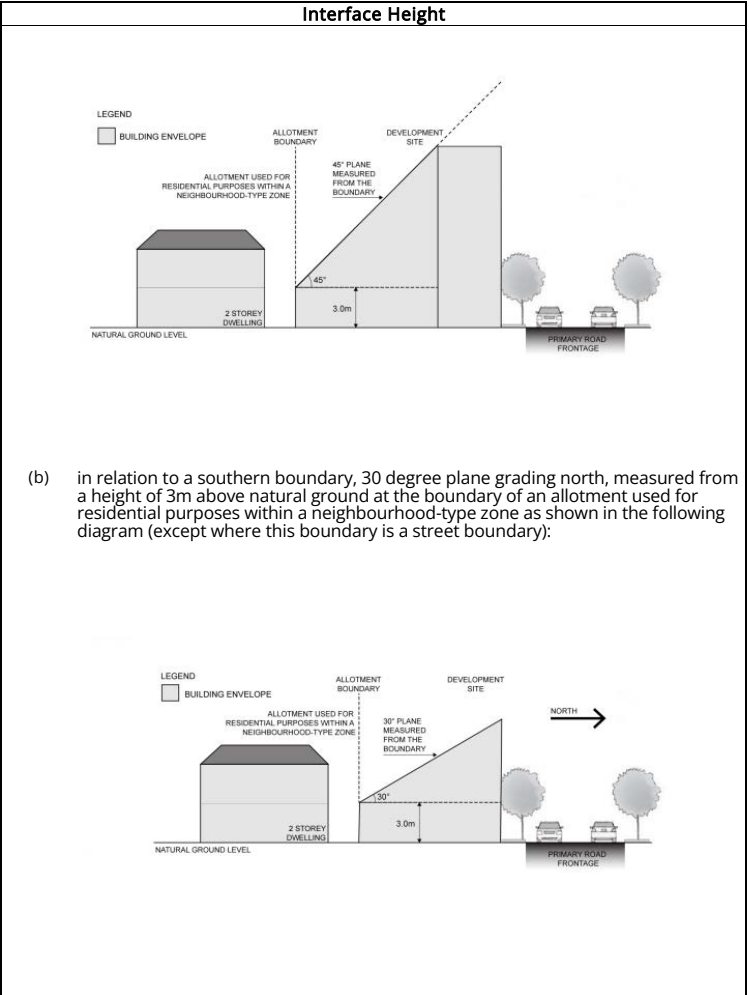 Interface Height
LEGEND
BUILDING ENVELOPE
ALLOTMENT
BOUNDARY
DEVELOPMENT
SITE
ALLOTMENT USED FOR
RESIDENTIAL PURPOSES WITHIN A
NEIGHBOURHOOD-TYPE ZONE
45° PLANE
MEASURED
FROM THE
BOUNDARY
45°
3.0m
2 STOREY
DWELLING
NATURAL GROUND LEVEL
PRIMARY ROAD
FRONTAGE
(b) in relation to a southern boundary, 30 degree plane grading north, measured from
a height of 3m above natural ground at the boundary of an allotment used for
residential purposes within a neighbourhood-type zone as shown in the following
diagram (except where this boundary is a street boundary):
LEGEND
BUILDING ENVELOPE
ALLOTMENT
BOUNDARY
DEVELOPMENT
SITE
ALLOTMENT USED FOR
RESIDENTIAL PURPOSES WITHIN A
NEIGHBOURHOOD-TYPE ZONE
30° PLANE
MEASURED
FROM THE
BOUNDARY
NORTH
30°
3.0m
2 STOREY
DWELLING
NATURAL GROUND LEVEL
PRIMARY ROAD
FRONTAGE